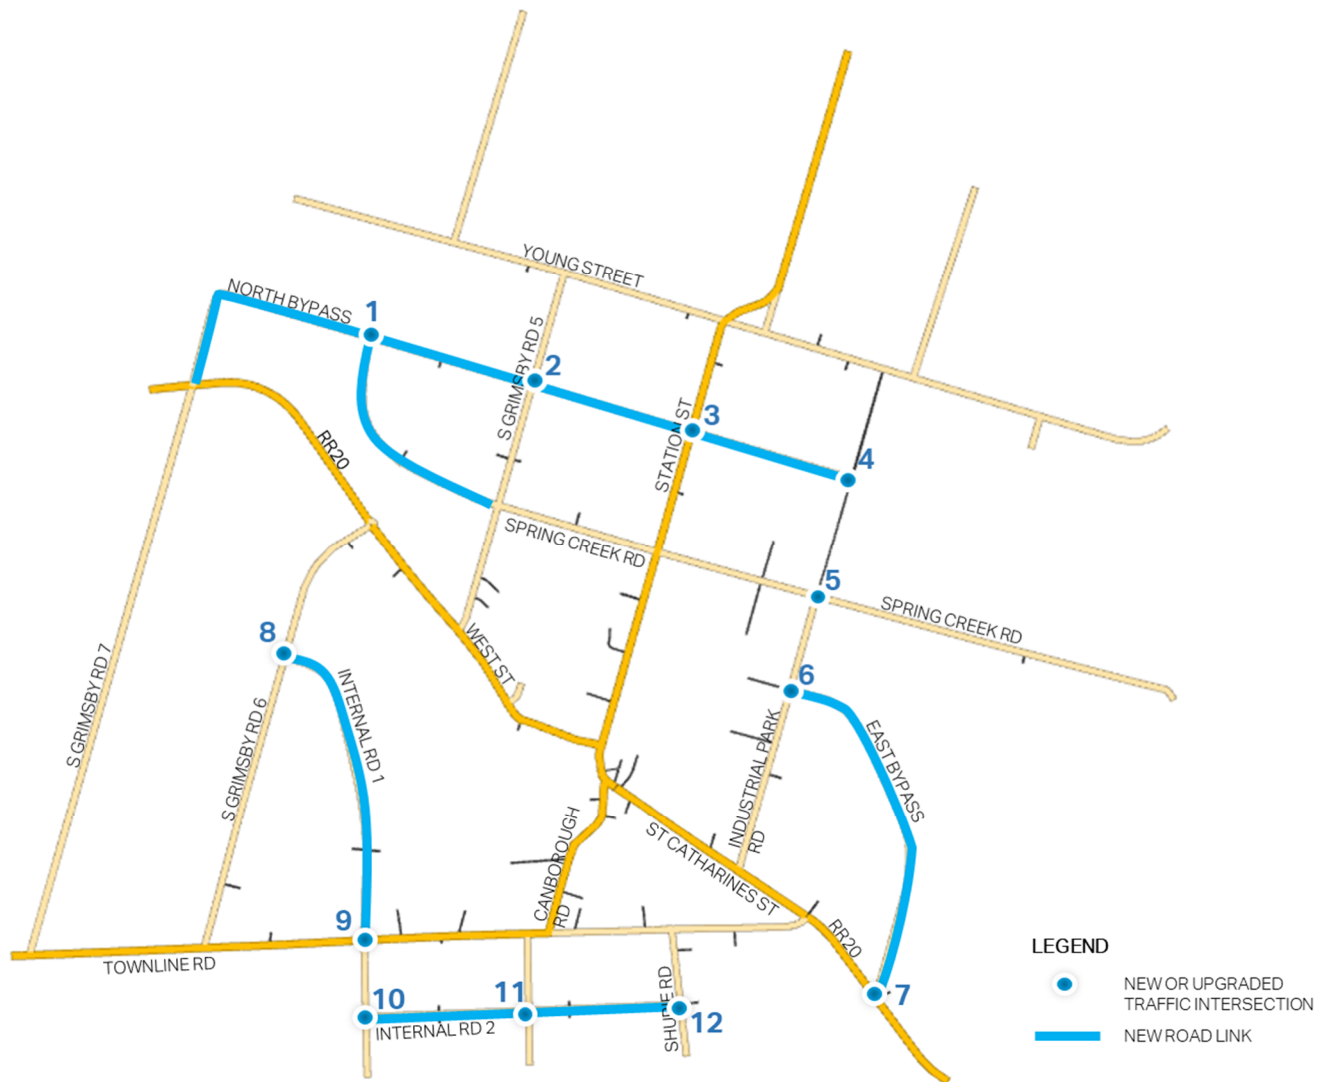 YOUNG STREET
NORTH BYPASS
1
S GRIMSBY RD 5
2
STATION ST
3
4
RR20
SPRING CREEK RD
5
SPRING CREEK RD
8
WEST ST
6
S GRIMSBY RD 7
S GRIMSBY RD 6
INTERNAL RD 1
INDUSTRIAL PARK
RD
EAST BYPASS
CANBOROUGH
RD
ST CATHARINES ST
9
RR20
TOWNLINE RD
10
11
7
INTERNAL RD 2
12
LEGEND
NEW OR UPGRADED
TRAFFIC INTERSECTION
NEW ROAD LINK